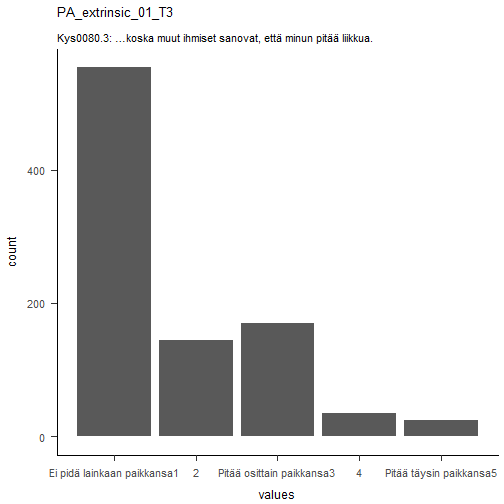 PA_extrinsic_01_T3
Kys0080.3: …koska muut ihmiset sanovat, että minun pitää liikkua.
count
400
200
0
Ei pidä lainkaan paikkansa1
2
Pitää osittain paikkansa3
4
Pitää täysin paikkansa5
values